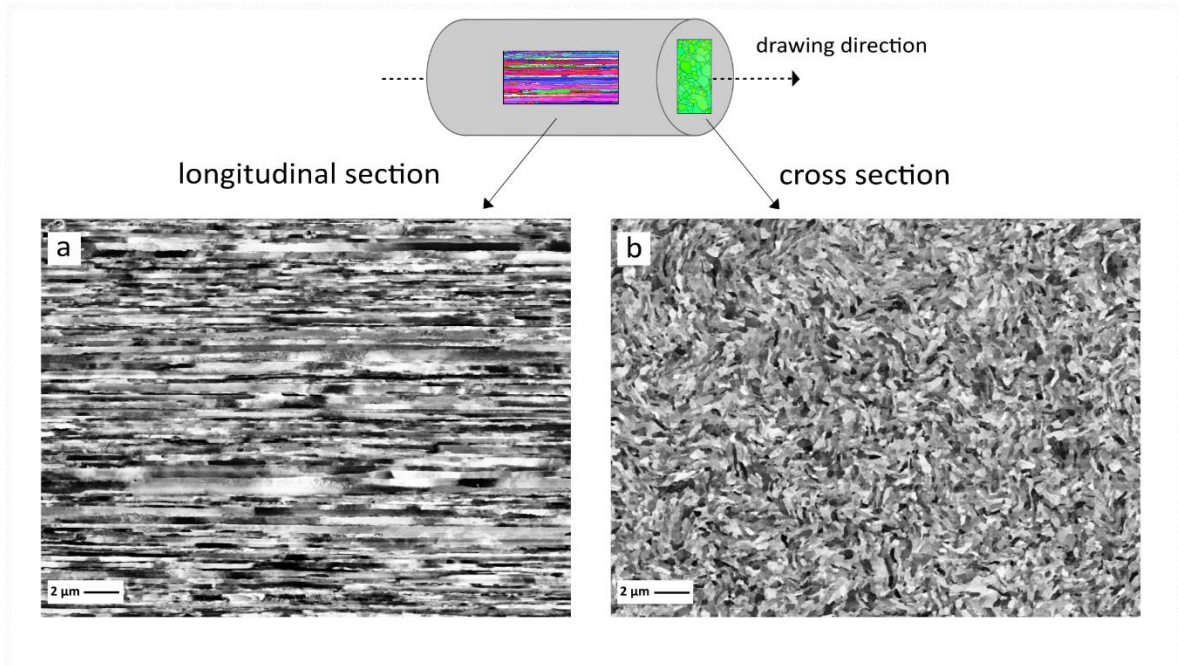 drawing direction
longitudinal section
cross section
a
b
2 µm
2 µm